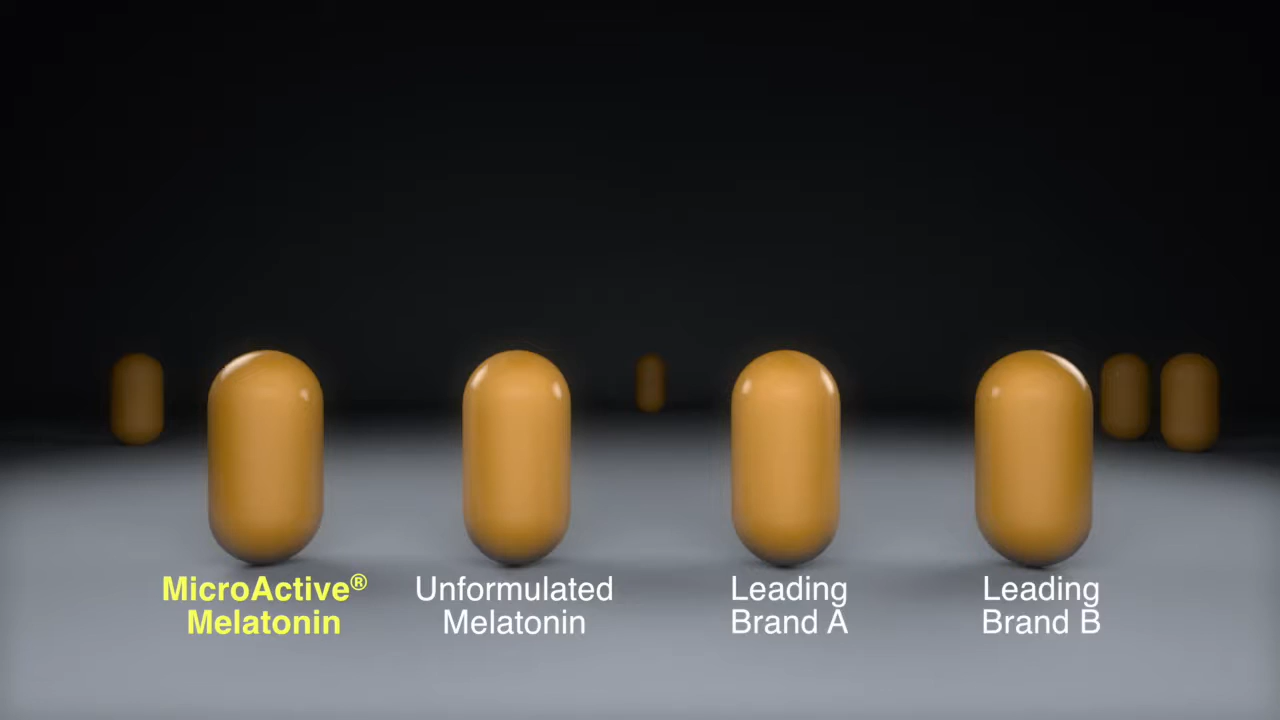 MicroActive® Melatonin
Unformulated Melatonin
Leading Brand A
Leading Brand B